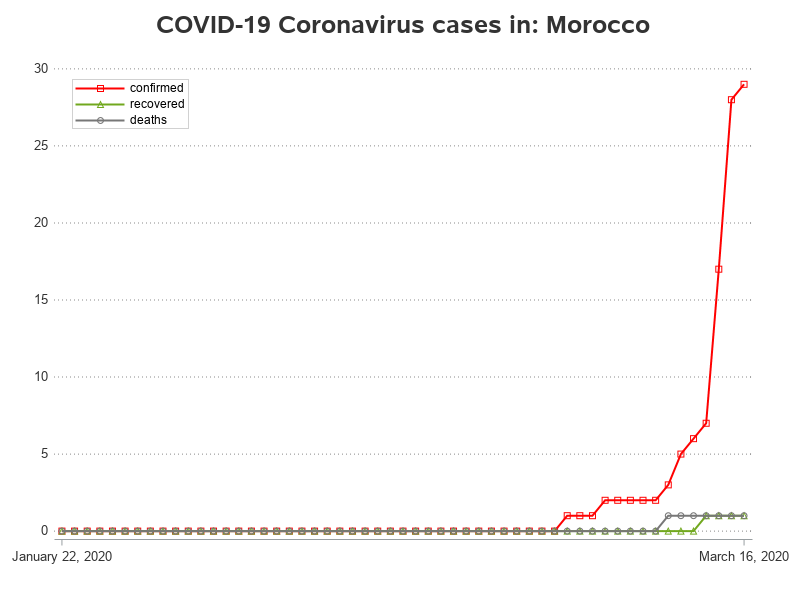 COVID-19 Coronavirus cases in: Morocco
30
confirmed
recovered
deaths
25
20
15
10
5
0
January 22, 2020
March 16, 2020